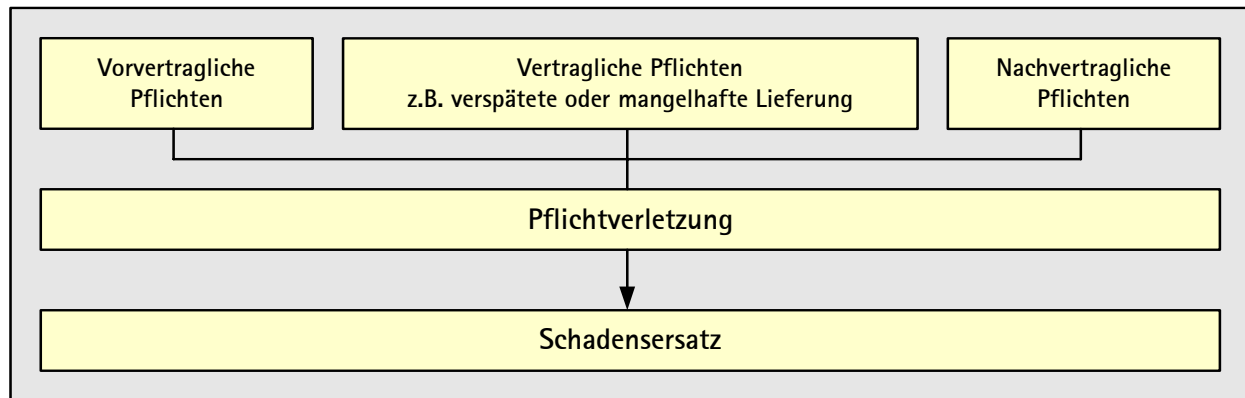 Vorvertragliche
Pflichten
Vertragliche Pflichten
z.B. verspätete oder mangelhafte Lieferung
Nachvertragliche
Pflichten
Pflichtverletzung
Schadensersatz